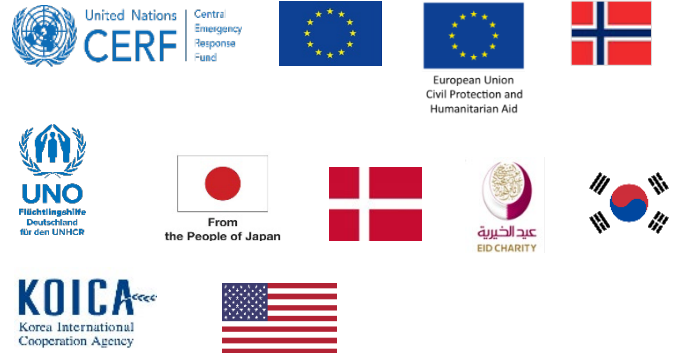 United Nations
CERF
Central
Emergency
Response
Fund
European Union
Civil Protection and
Humanitarian Aid
UNO
Flüchtlingshilfe
Deutschland
für den UNHCR
From
the People of Japan
عيد الخيرية
EID CHARITY
KOICA
Korea International
Cooperation Agency